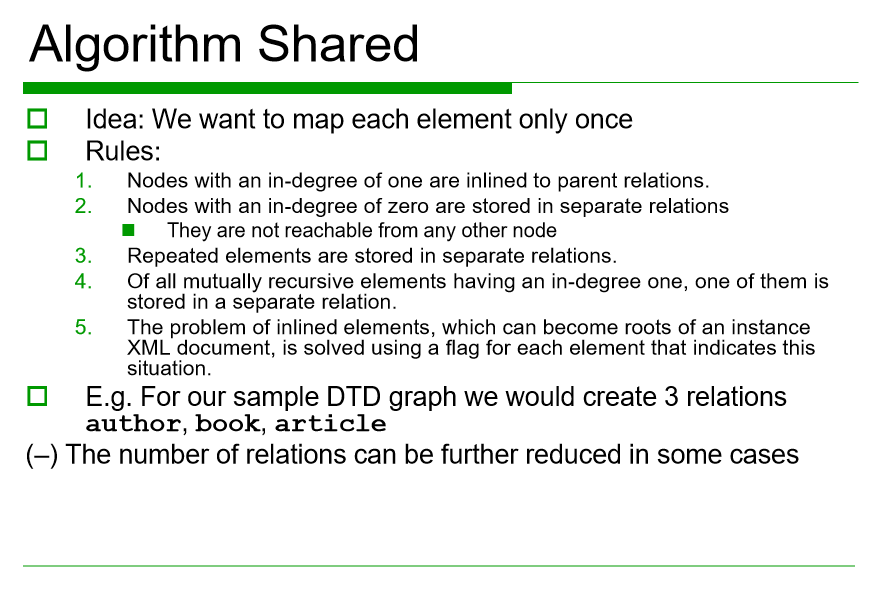 Algorithm Shared
Idea: We want to map each element only once
Rules:
1. Nodes with an in-degree of one are inlined to parent relations.
2. Nodes with an in-degree of zero are stored in separate relations
They are not reachable from any other node
3. Repeated elements are stored in separate relations.
4. Of all mutually recursive elements having an in-degree one, one of them is
stored in a separate relation.
5. The problem of inlined elements, which can become roots of an instance
XML document, is solved using a flag for each element that indicates this
situation.
E.g. For our sample DTD graph we would create 3 relations
author, book, article
(–) The number of relations can be further reduced in some cases